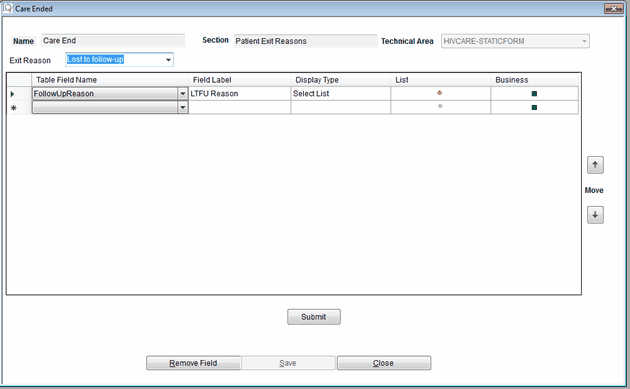 Care Ended
Name Care End Section Patient Exit Reasons Technical Area HIVCARE-STATICFORM
Exit Reason Lost to follow-up
Table Field Name Field Label Display Type List Business
FollowUpReason LTFU Reason Select List
Move
Submit
Remove Field Save Close